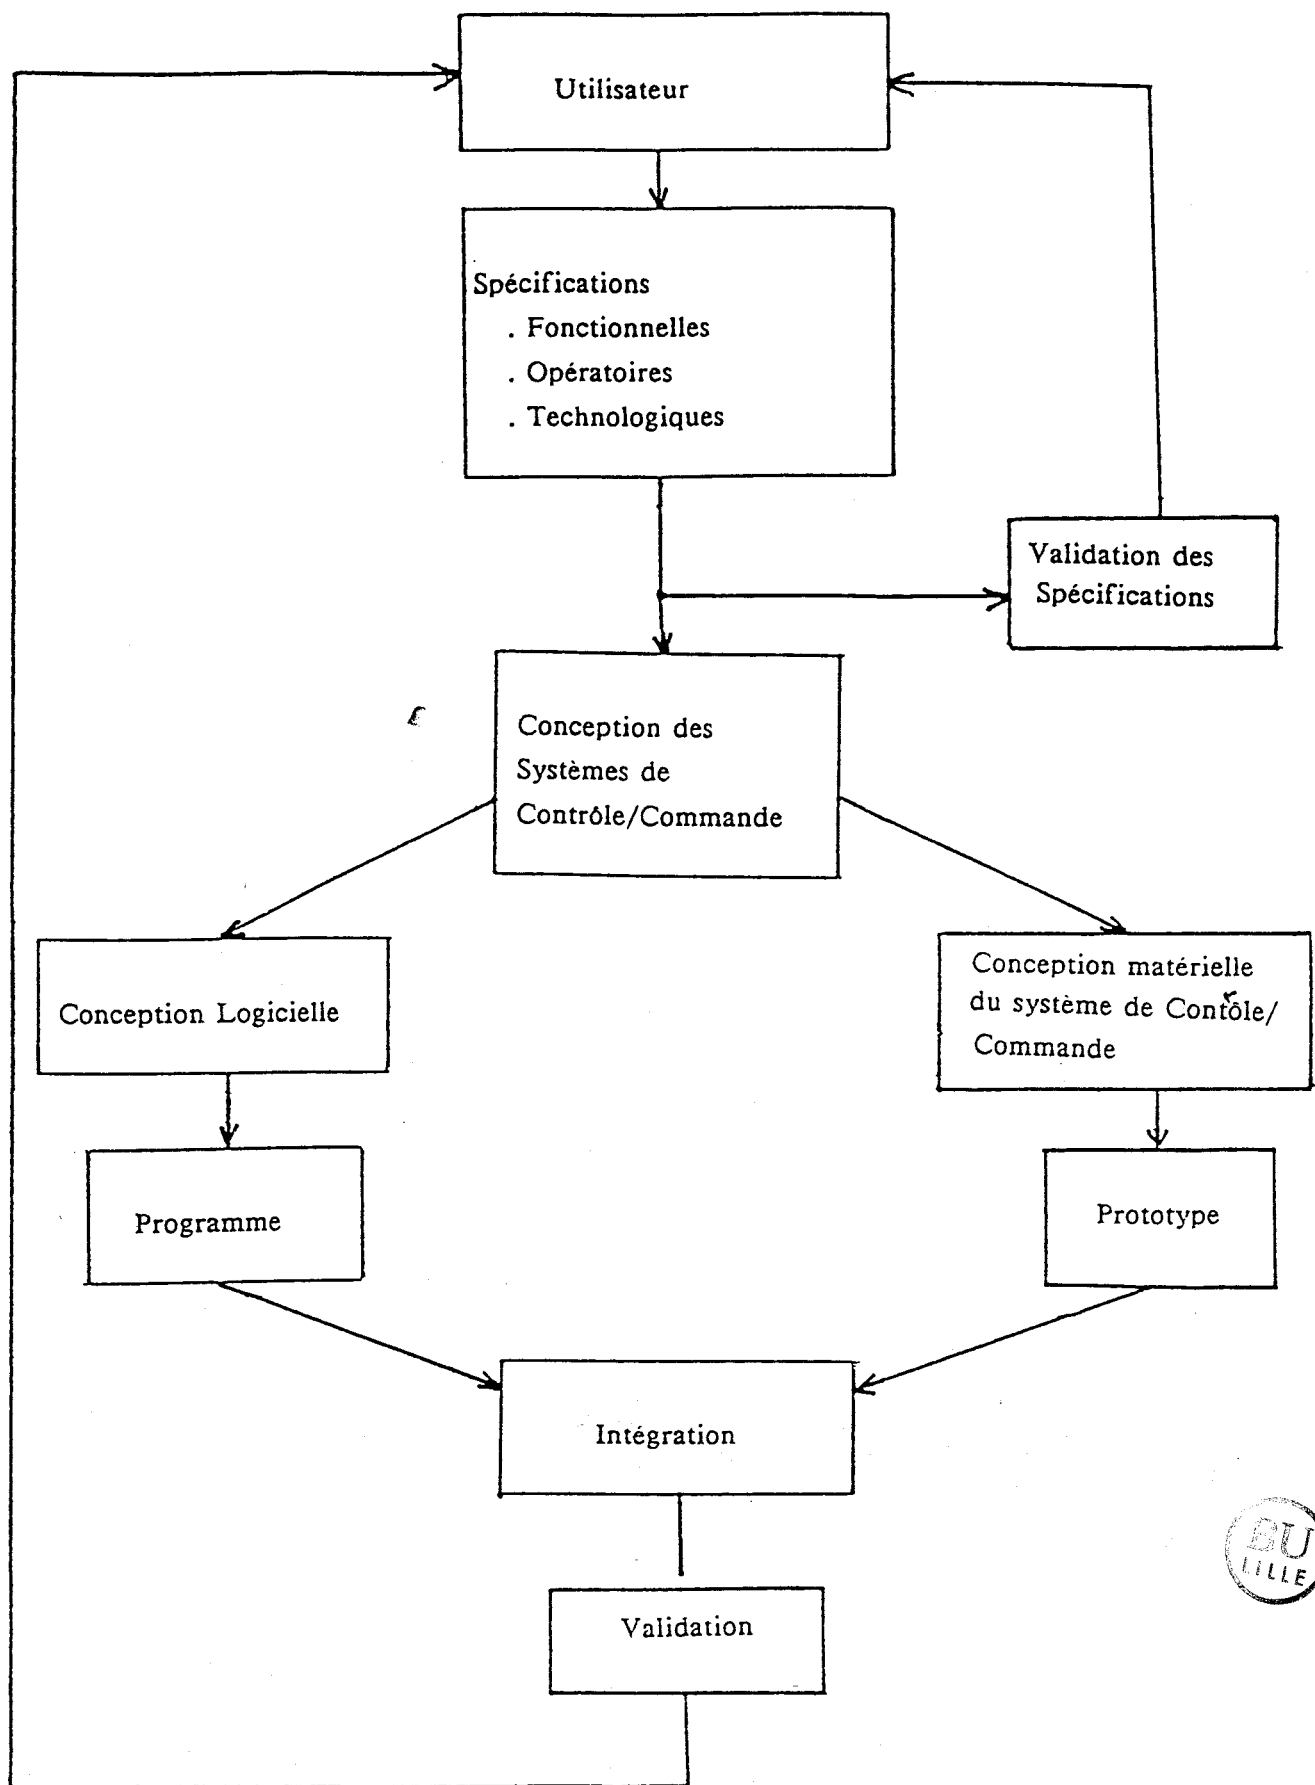 Utilisateur
Spécifications
. Fonctionnelles
. Opératoires
. Technologiques
Validation des
Spécifications
Conception des
Systèmes de
Contrôle/Commande
Conception Logicielle
Conception matérielle
du système de Contrôle/
Commande
Programme
Prototype
Intégration
BU
LILLE
Validation